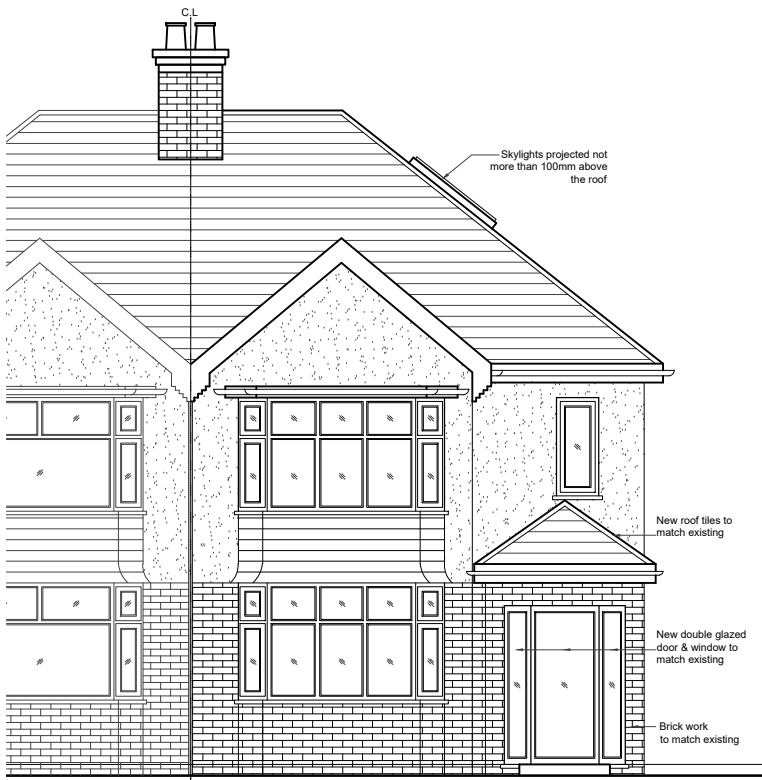 C.L
Skylights projected not
more than 100mm above
the roof
New roof tiles to
match existing
New double glazed
door & window to
match existing
Brick work
to match existing